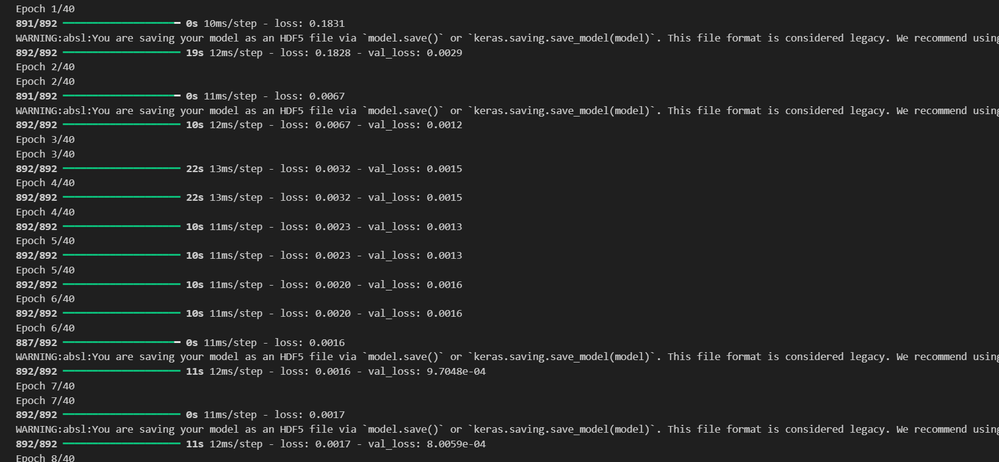 Epoch 1/40
891/892 0s 10ms/step - loss: 0.1831
WARNING:absl:You are saving your model as an HDF5 file via `model.save()` or `keras.saving.save_model(model)`. This file format is considered legacy. We recommend using
892/892 19s 12ms/step - loss: 0.1828 - val_loss: 0.0029
Epoch 2/40
Epoch 2/40
891/892 0s 11ms/step - loss: 0.0067
WARNING:absl:You are saving your model as an HDF5 file via `model.save()` or `keras.saving.save_model(model)`. This file format is considered legacy. We recommend using
892/892 10s 12ms/step - loss: 0.0067 - val_loss: 0.0012
Epoch 3/40
Epoch 3/40
892/892 22s 13ms/step - loss: 0.0032 - val_loss: 0.0015
Epoch 4/40
892/892 22s 13ms/step - loss: 0.0032 - val_loss: 0.0015
Epoch 4/40
892/892 10s 11ms/step - loss: 0.0023 - val_loss: 0.0013
Epoch 5/40
892/892 10s 11ms/step - loss: 0.0023 - val_loss: 0.0013
Epoch 5/40
892/892 10s 11ms/step - loss: 0.0020 - val_loss: 0.0016
Epoch 6/40
892/892 10s 11ms/step - loss: 0.0020 - val_loss: 0.0016
Epoch 6/40
887/892 0s 11ms/step - loss: 0.0016
WARNING:absl:You are saving your model as an HDF5 file via `model.save()` or `keras.saving.save_model(model)`. This file format is considered legacy. We recommend using
892/892 11s 12ms/step - loss: 0.0016 - val_loss: 9.7048e-04
Epoch 7/40
Epoch 7/40
892/892 0s 11ms/step - loss: 0.0017
WARNING:absl:You are saving your model as an HDF5 file via `model.save()` or `keras.saving.save_model(model)`. This file format is considered legacy. We recommend using
892/892 11s 12ms/step - loss: 0.0017 - val_loss: 8.0059e-04
Epoch 8/40